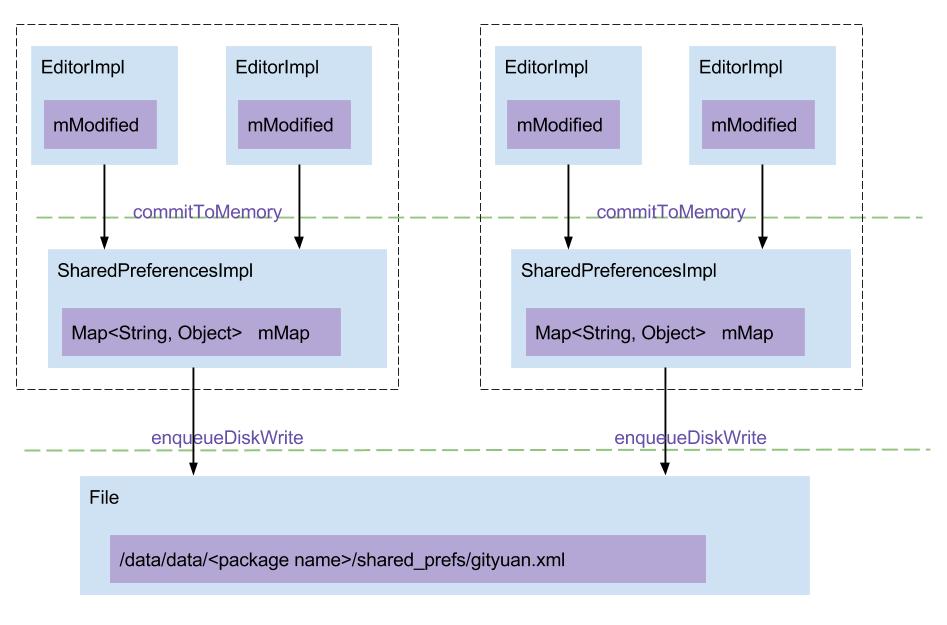 EditorImpl
EditorImpl
EditorImpl
EditorImpl
mModified
mModified
mModified
mModified
commitToMemory
commitToMemory
SharedPreferencesImpl
SharedPreferencesImpl
Map<String, Object> mMap
Map<String, Object> mMap
enqueueDiskWrite
enqueueDiskWrite
File
/data/data/<package name>/shared_prefs/gityuan.xml